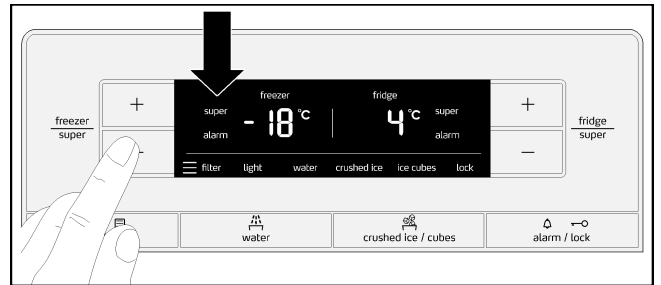 freezer
super
+
−
freezer
super
alarm
-18°C
fridge
4°C
super
alarm
filter light water crushed ice ice cubes lock
+
−
fridge
super
water
crushed ice / cubes
alarm / lock